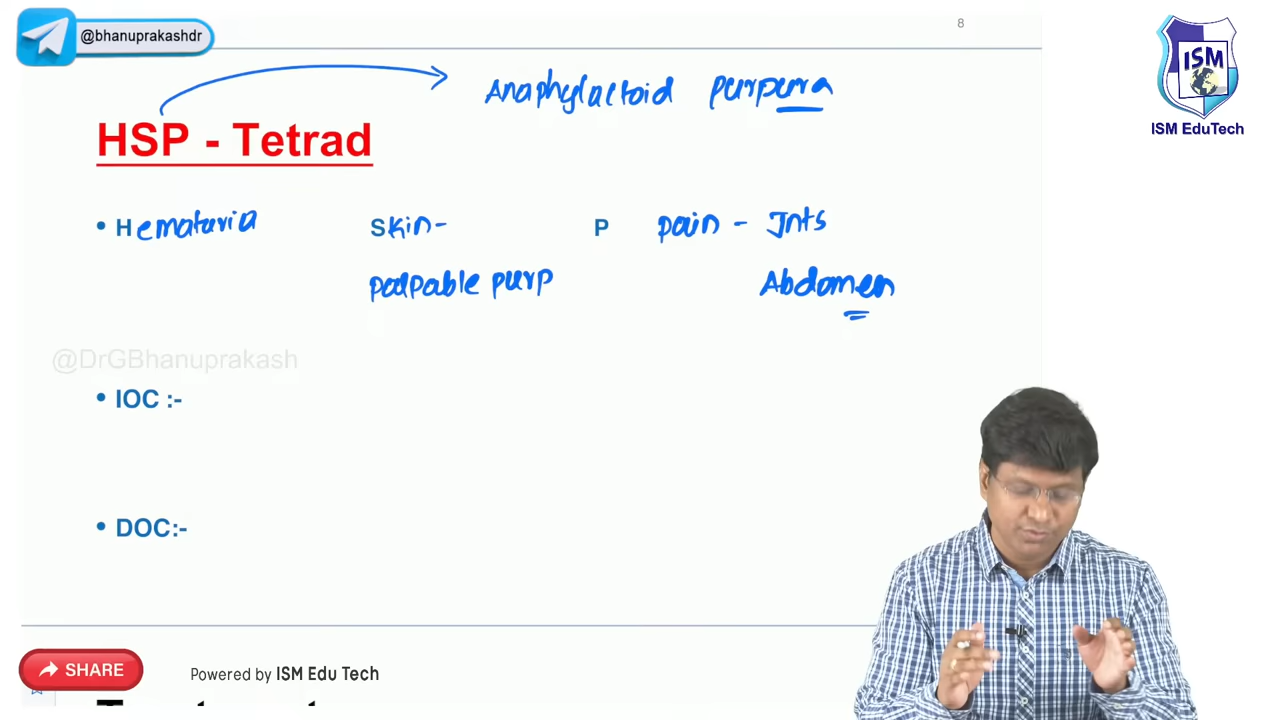 @bhanuprakashdr
8
ISM
ISM EduTech
Anaphylactoid purpura
HSP - Tetrad
• Hematuria Skin- P pain - Jnts
palpable purp Abdomen
@DrGBhanuprakash
• IOC :-
• DOC:-
SHARE
Powered by ISM Edu Tech